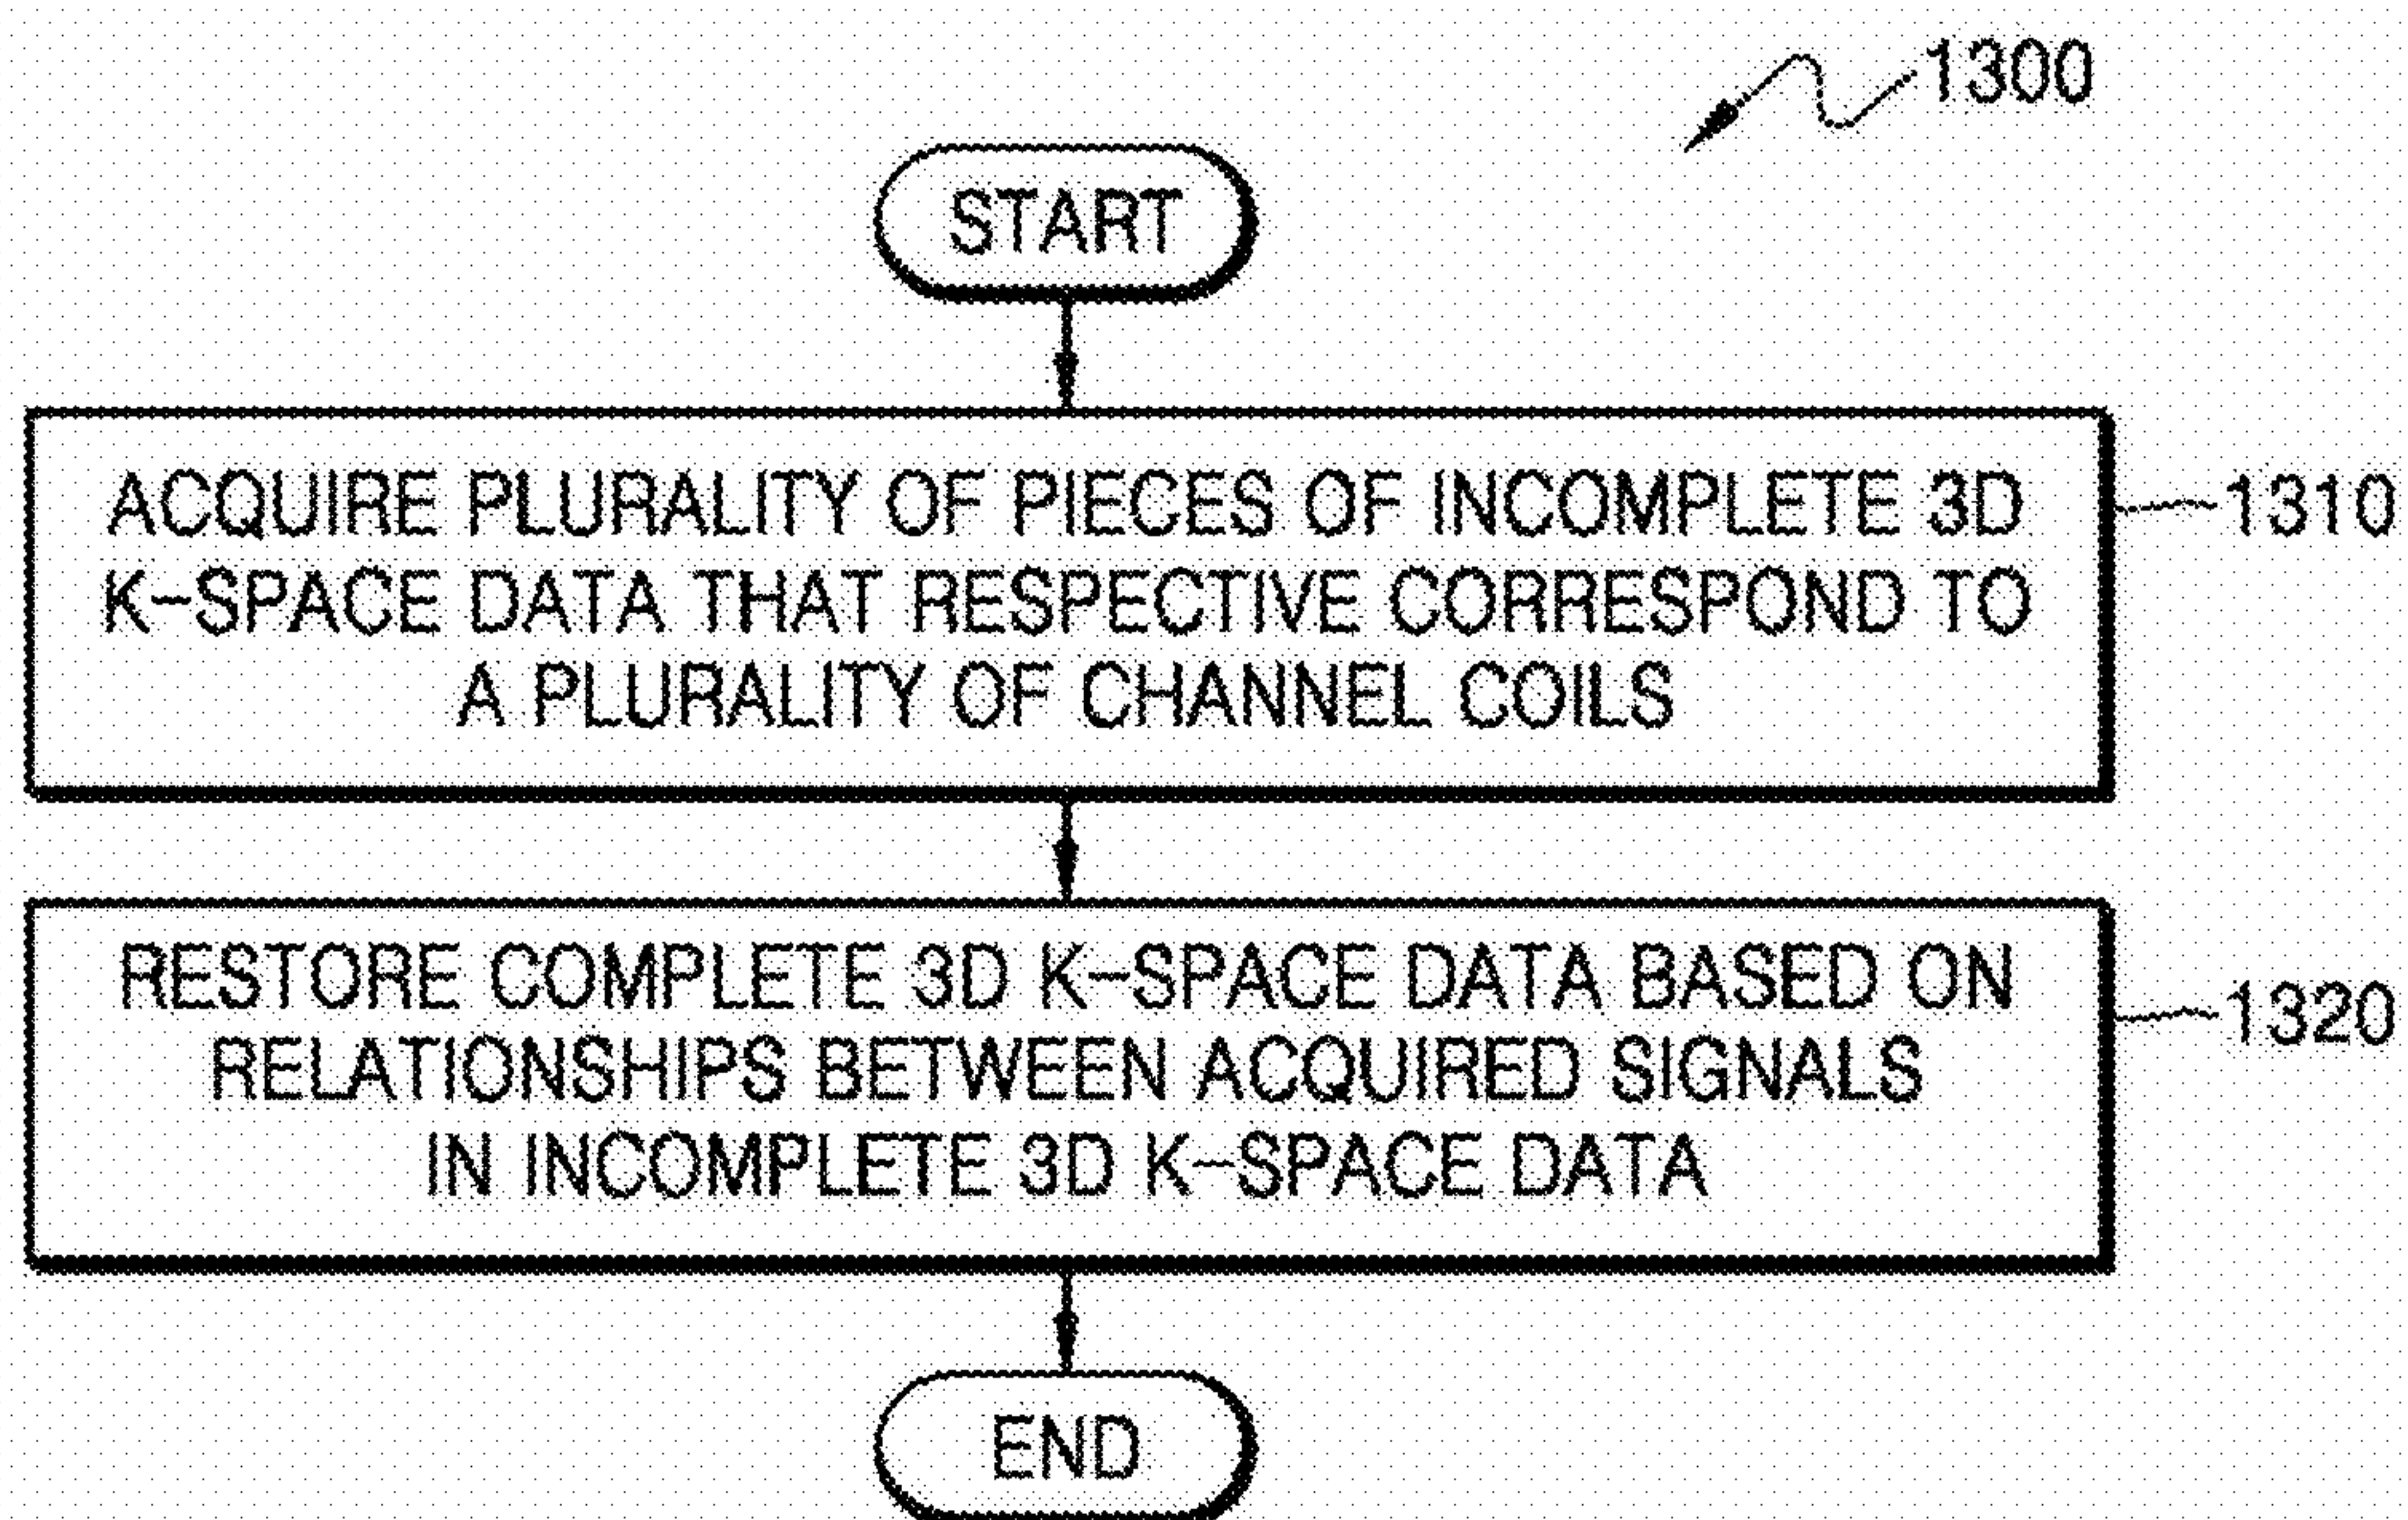 1300
START
ACQUIRE PLURALITY OF PIECES OF INCOMPLETE 3D
K-SPACE DATA THAT RESPECTIVE CORRESPOND TO
A PLURALITY OF CHANNEL COILS
1310
RESTORE COMPLETE 3D K-SPACE DATA BASED ON
RELATIONSHIPS BETWEEN ACQUIRED SIGNALS
IN INCOMPLETE 3D K-SPACE DATA
1320
END